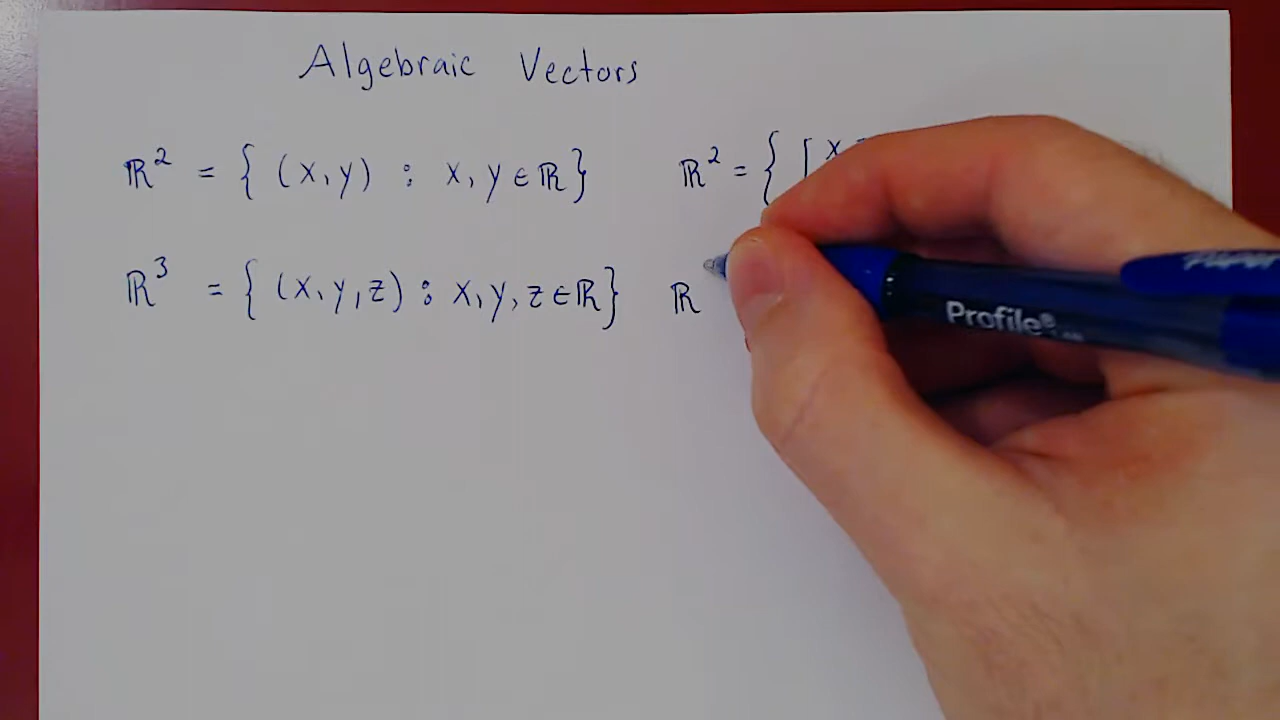 Algebraic Vectors
ℝ² = { (x,y) : x, y ∈ ℝ } ℝ² = { [ x
ℝ³ = { (x,y,z) : x, y, z ∈ ℝ } ℝ
Profile®